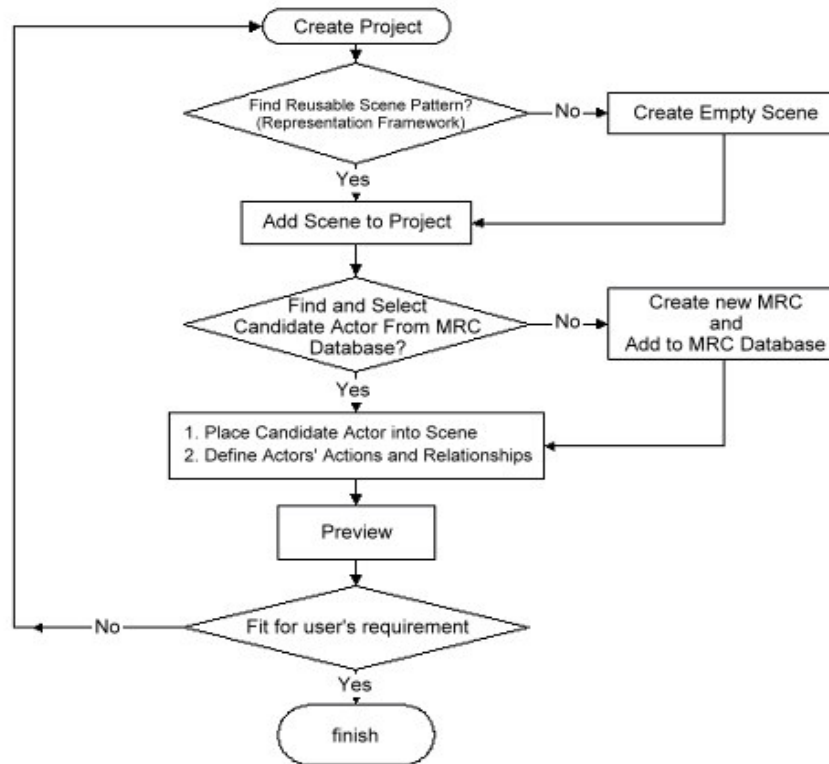 Create Project
Find Reusable Scene Pattern?
(Representation Framework)
No
Create Empty Scene
Yes
Add Scene to Project
Find and Select
Candidate Actor From MRC
Database?
No
Create new MRC
and
Add to MRC Database
Yes
1. Place Candidate Actor into Scene
2. Define Actors' Actions and Relationships
Preview
Fit for user's requirement
No
Yes
finish